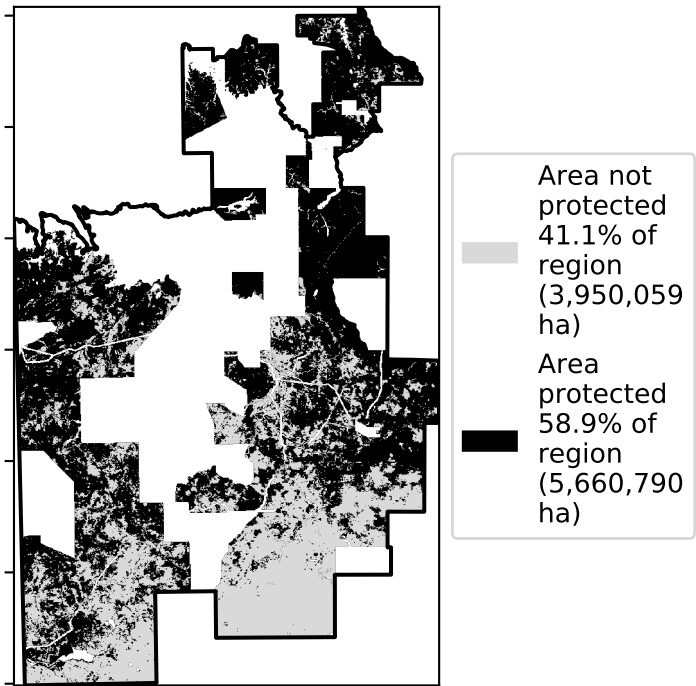 Area not
protected
41.1% of
region
(3,950,059
ha)
Area
protected
58.9% of
region
(5,660,790
ha)